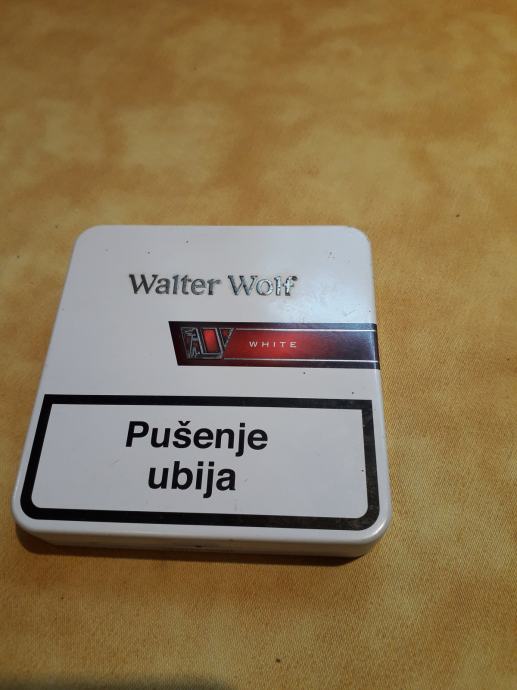 Walter Wolf
WHITE
Pušenje
ubija